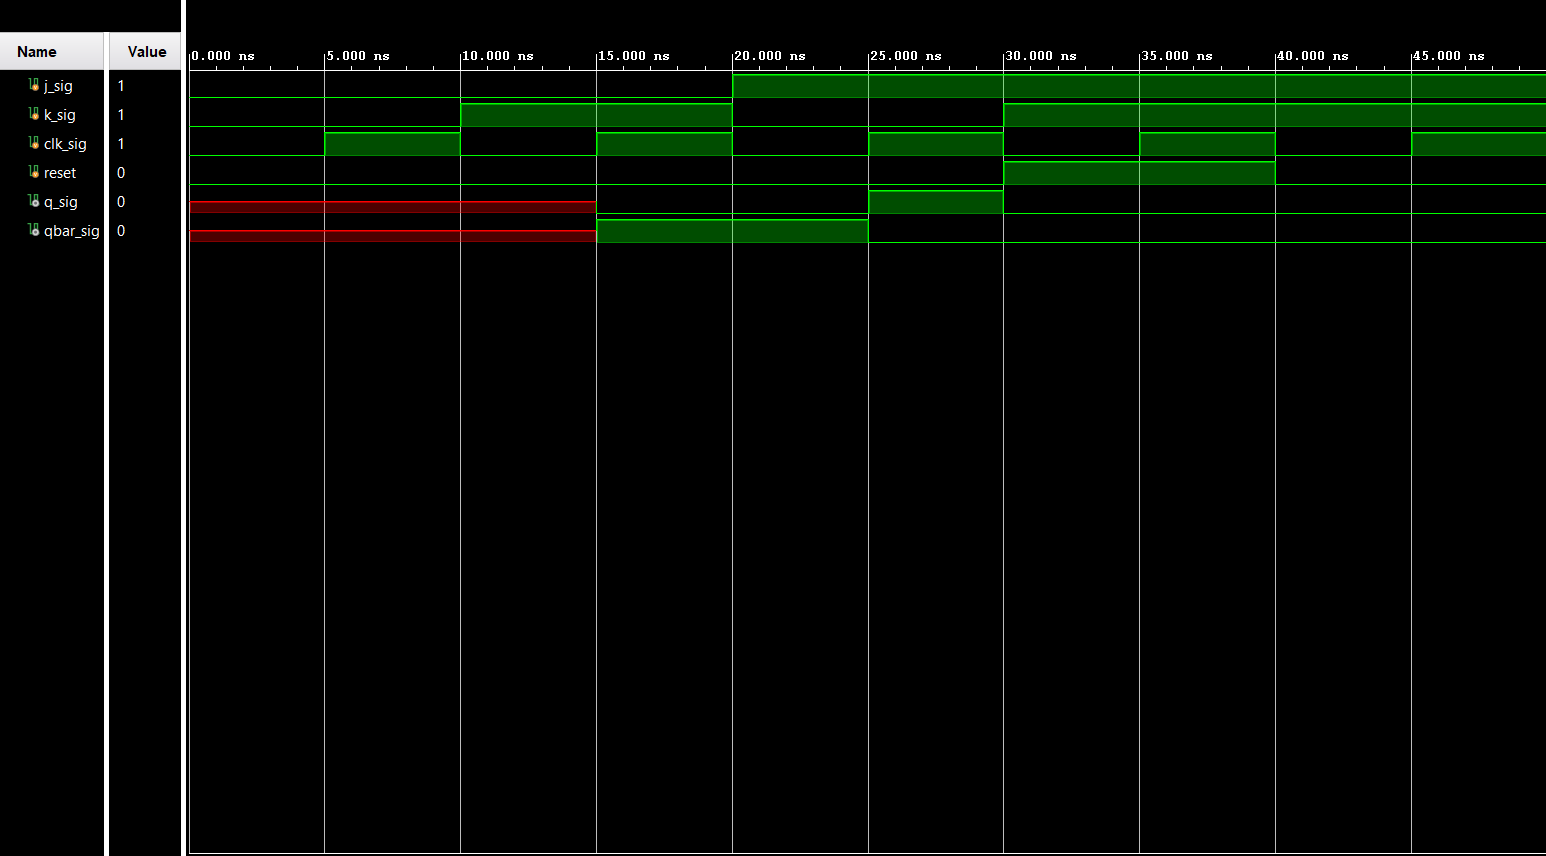 Name Value
0.000 ns 5.000 ns 10.000 ns 15.000 ns 20.000 ns 25.000 ns 30.000 ns 35.000 ns 40.000 ns 45.000 ns
j_sig 1
k_sig 1
clk_sig 1
reset 0
q_sig 0
qbar_sig 0